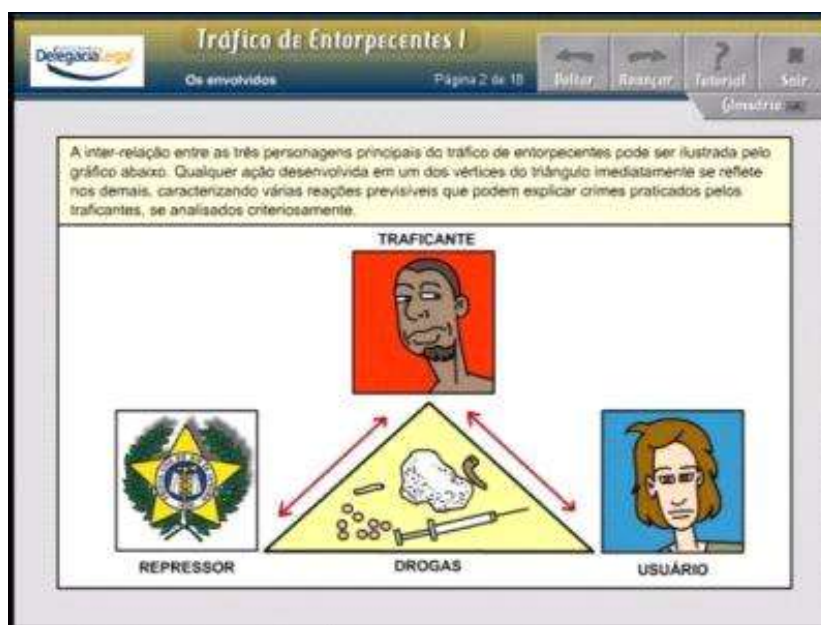 DelegaciaLegal
Tráfico de Entorpecentes I
Os envolvidos
Página 2 de 18
Voltar
Avançar
Tutorial
Sair
Glossário
A inter-relação entre as três personagens principais do tráfico de entorpecentes pode ser ilustrada pelo
gráfico abaixo. Qualquer ação desenvolvida em um dos vértices do triângulo imediatamente se reflete
nos demais, caracterizando várias reações previsíveis que podem explicar crimes praticados pelos
traficantes, se analisados criteriosamente.
TRAFICANTE
REPRESSOR
DROGAS
USUÁRIO